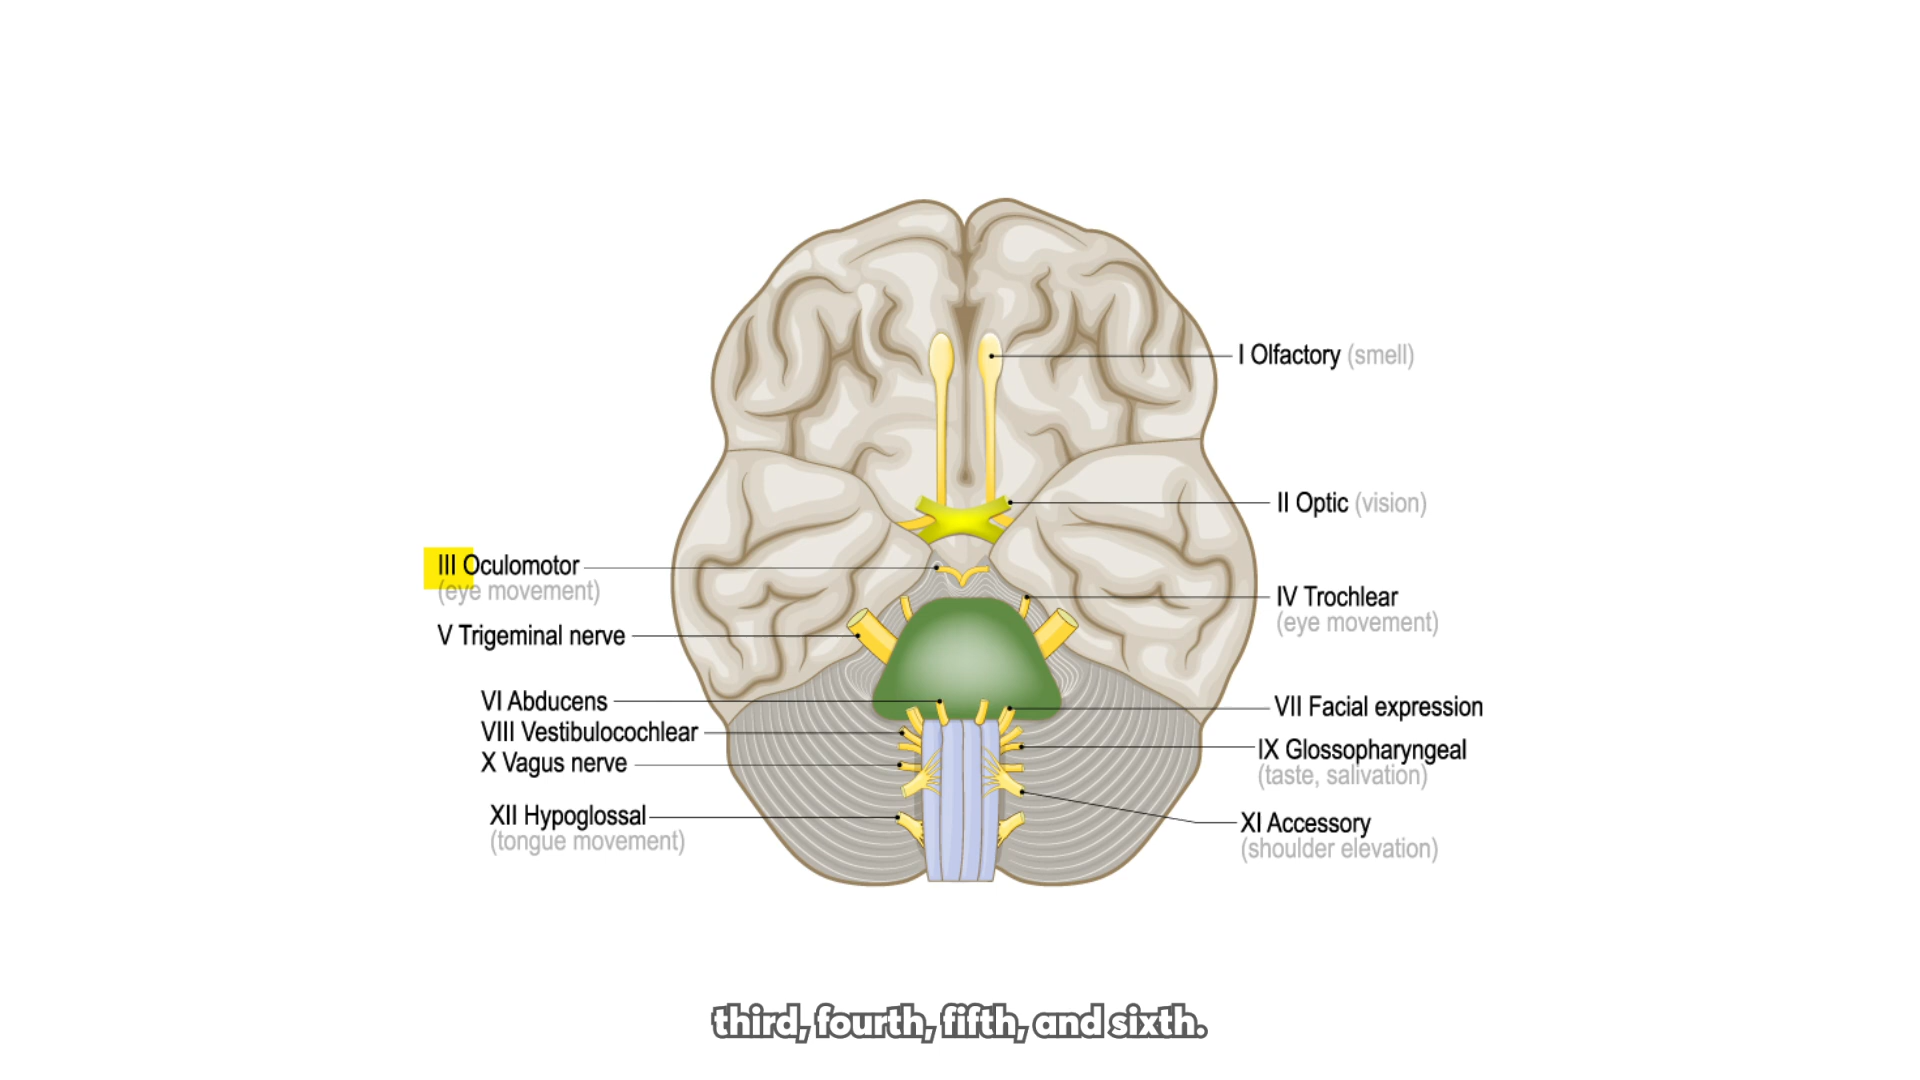 I Olfactory (smell)
II Optic (vision)
III Oculomotor
(eye movement)
IV Trochlear
(eye movement)
V Trigeminal nerve
VI Abducens
VII Facial expression
VIII Vestibulocochlear
IX Glossopharyngeal
(taste, salivation)
X Vagus nerve
XII Hypoglossal
(tongue movement)
XI Accessory
(shoulder elevation)
third, fourth, fifth, and sixth.